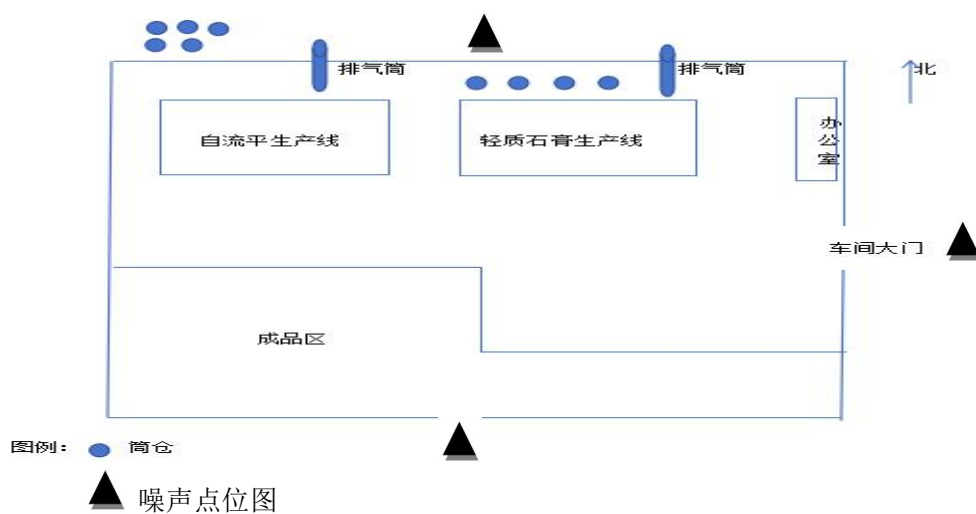 排气筒
排气筒
北
自流平生产线
轻质石膏生产线
办
公
室
车间大门
成品区
图例：
筒仓
噪声点位图